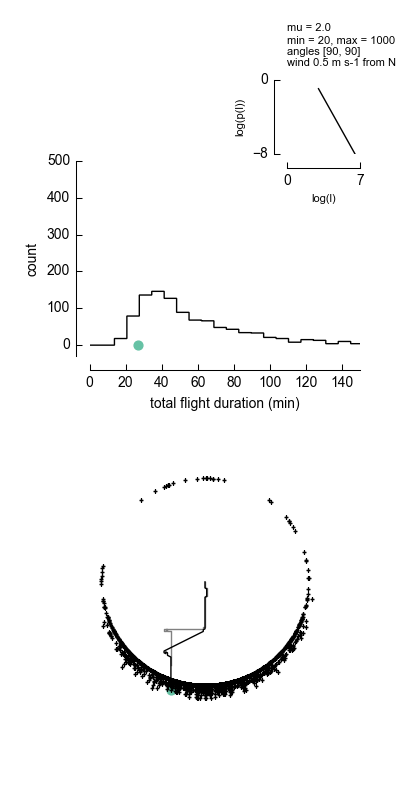 mu = 2.0
min = 20, max = 1000
angles [90, 90]
wind 0.5 m s-1 from N
0
log(p(l))
−8
0 7
log(l)
500
400
300
200
100
0
count
0 20 40 60 80 100 120 140
total flight duration (min)